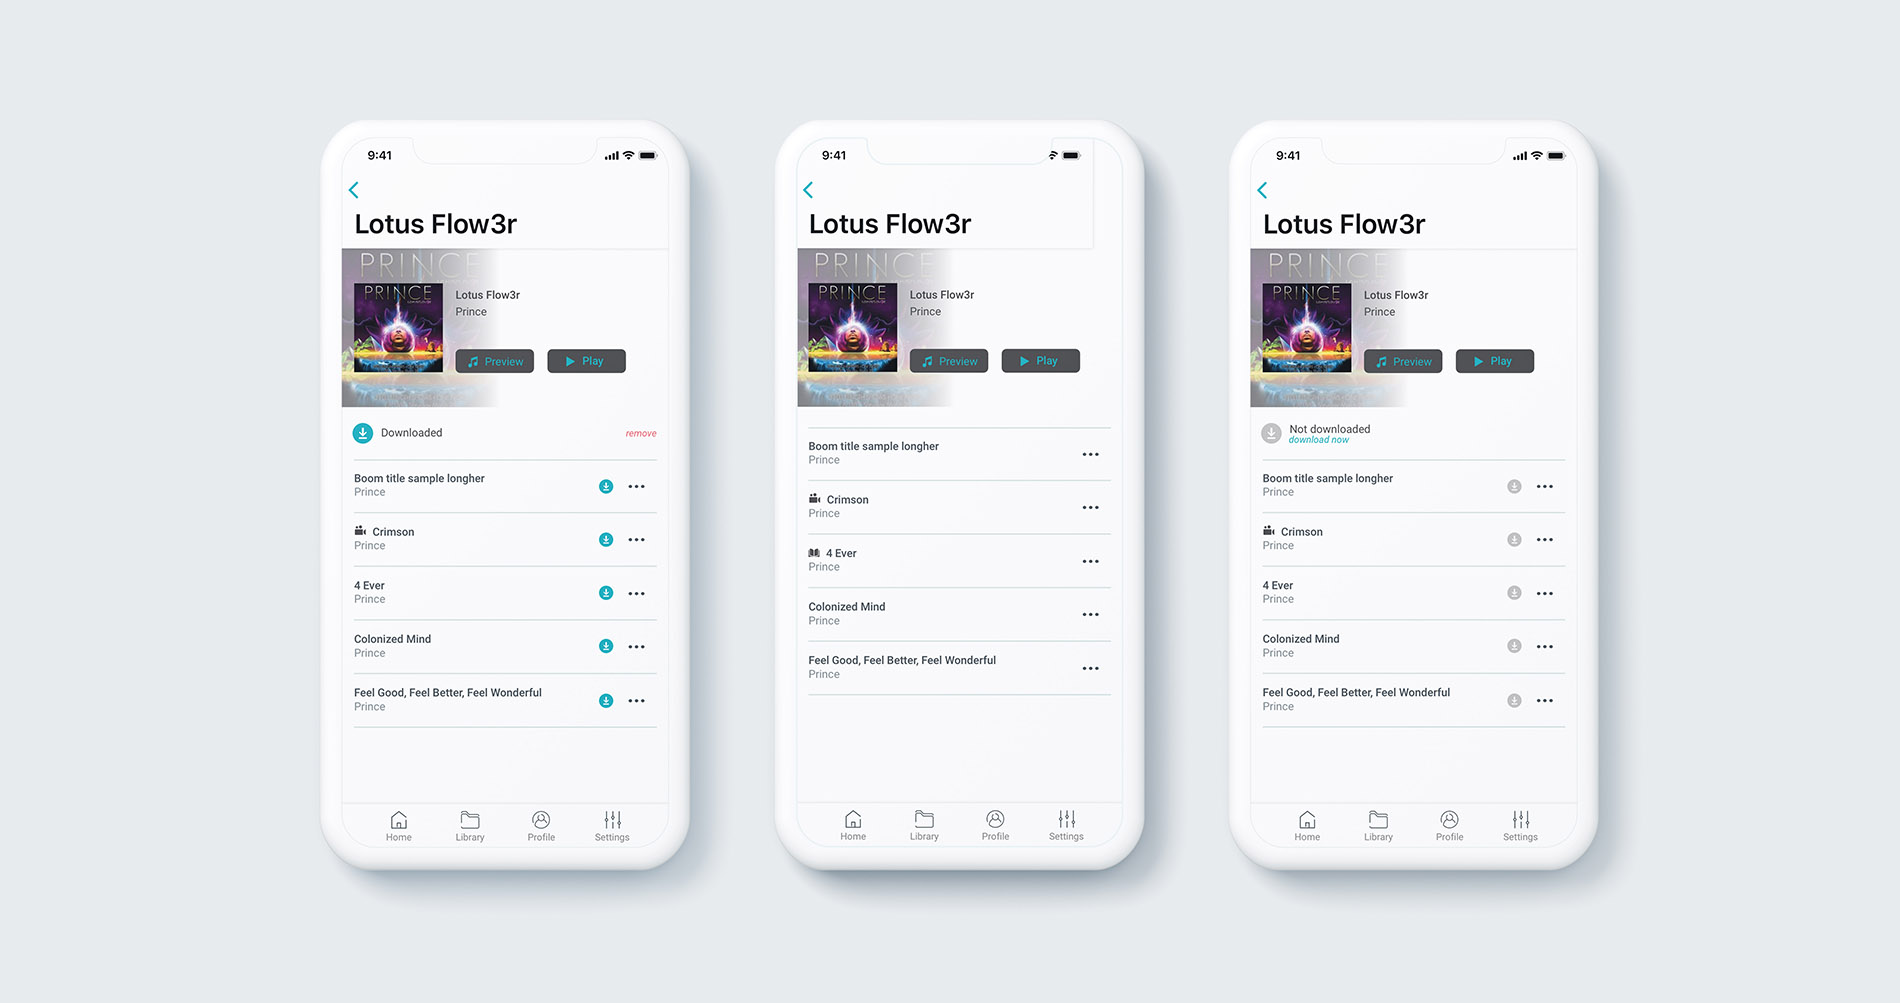 9:41
Lotus Flow3r
PRINCE
PRINCE
Lotus Flow3r
Prince
Preview
Play
Downloaded
remove
Boom title sample longher
Prince
Crimson
Prince
4 Ever
Prince
Colonized Mind
Prince
Feel Good, Feel Better, Feel Wonderful
Prince
Home
Library
Profile
Settings
9:41
Lotus Flow3r
PRINCE
PRINCE
Lotus Flow3r
Prince
Preview
Play
Boom title sample longher
Prince
Crimson
Prince
4 Ever
Prince
Colonized Mind
Prince
Feel Good, Feel Better, Feel Wonderful
Prince
Home
Library
Profile
Settings
9:41
Lotus Flow3r
PRINCE
PRINCE
Lotus Flow3r
Prince
Preview
Play
Not downloaded
download now
Boom title sample longher
Prince
Crimson
Prince
4 Ever
Prince
Colonized Mind
Prince
Feel Good, Feel Better, Feel Wonderful
Prince
Home
Library
Profile
Settings